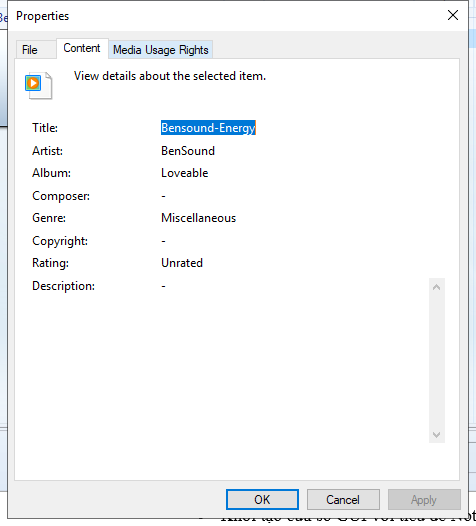 Properties
File Content Media Usage Rights
View details about the selected item.
Title: Bensound-Energy
Artist: BenSound
Album: Loveable
Composer: -
Genre: Miscellaneous
Copyright: -
Rating: Unrated
Description: -
OK Cancel Apply